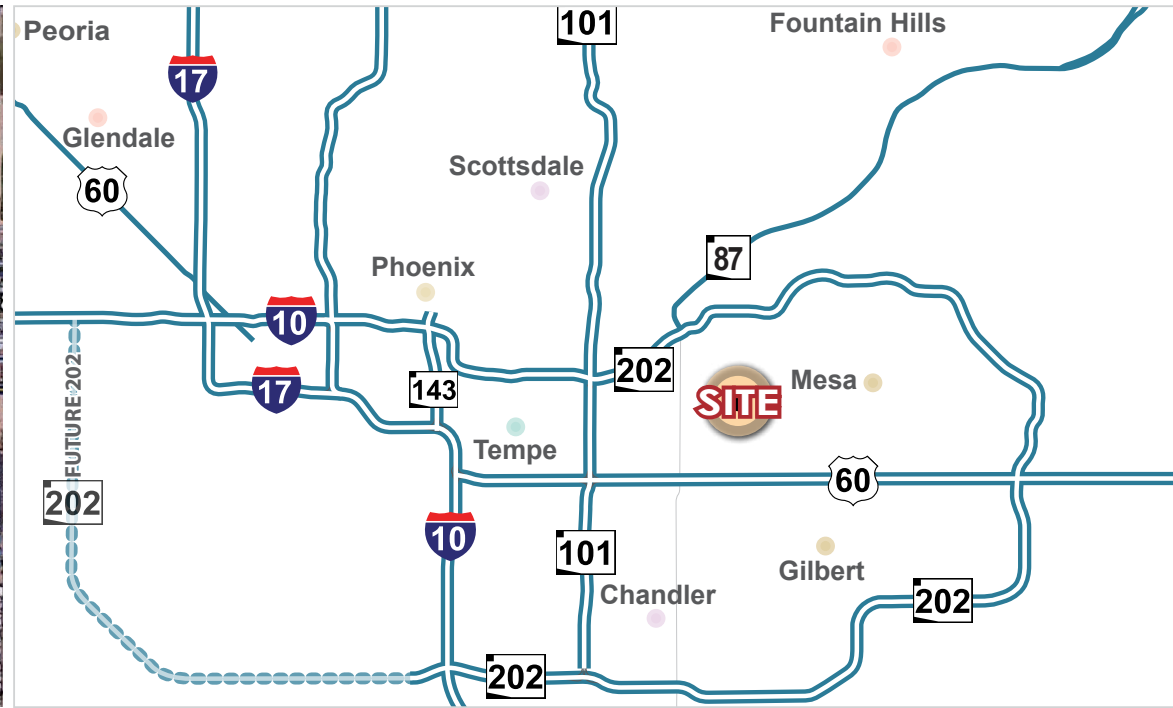 101
Peoria
Fountain Hills
17
Glendale
Scottsdale
60
87
Phoenix
10
202
143
17
Mesa
SITE
FUTURE 202
Tempe
60
202
10
101
Gilbert
Chandler
202
202